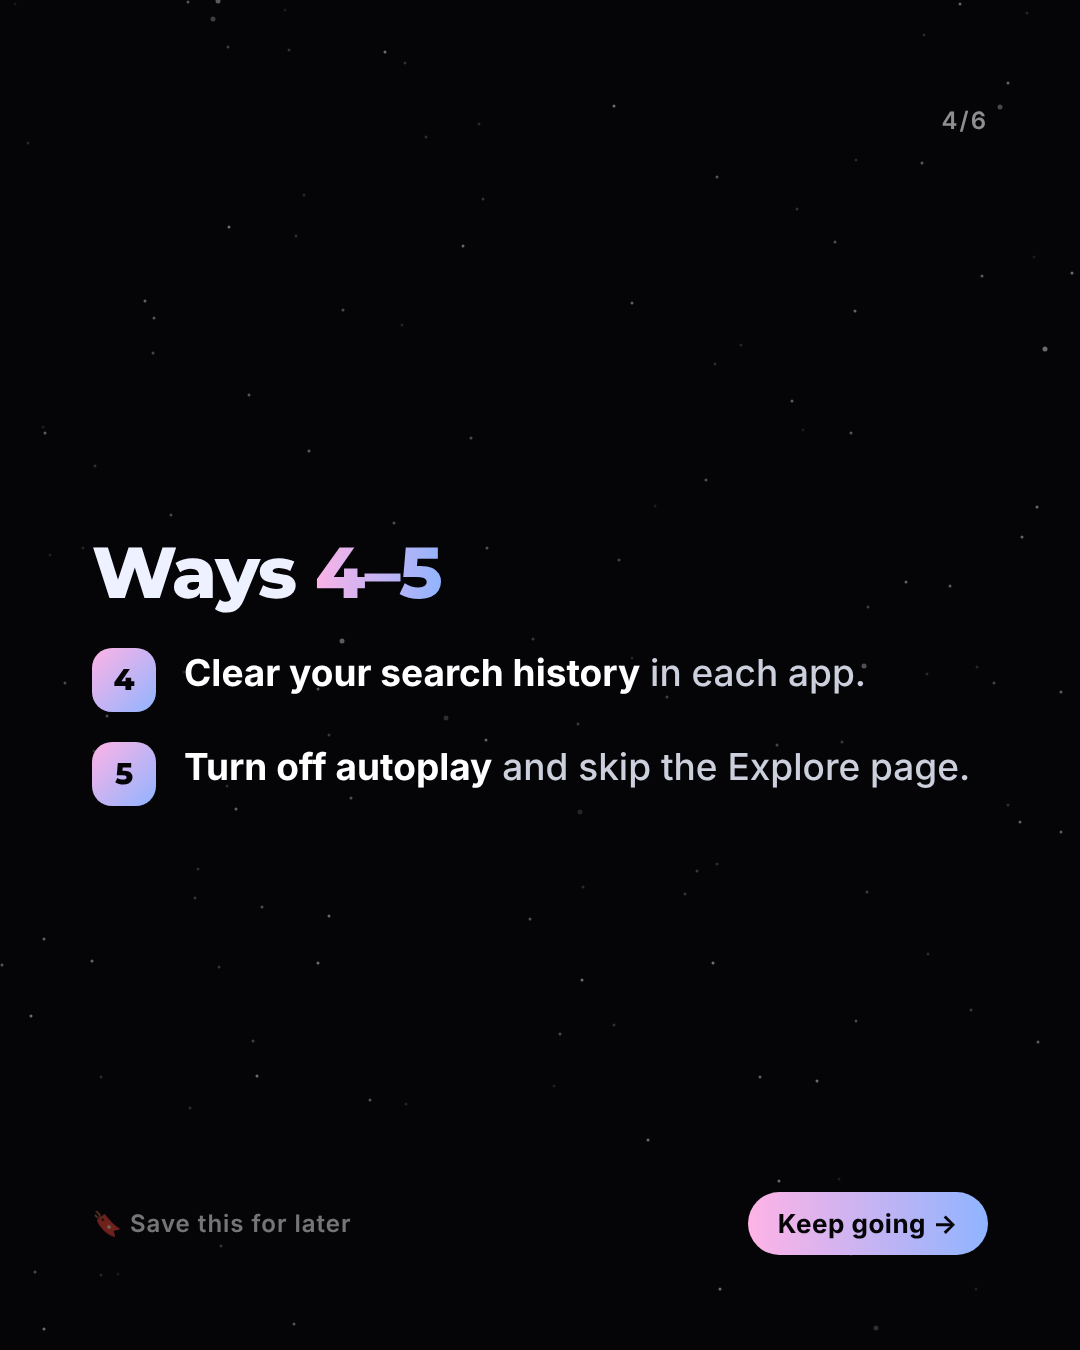 4/6
Ways 4–5
4 Clear your search history in each app.
5 Turn off autoplay and skip the Explore page.
🔖 Save this for later
Keep going →